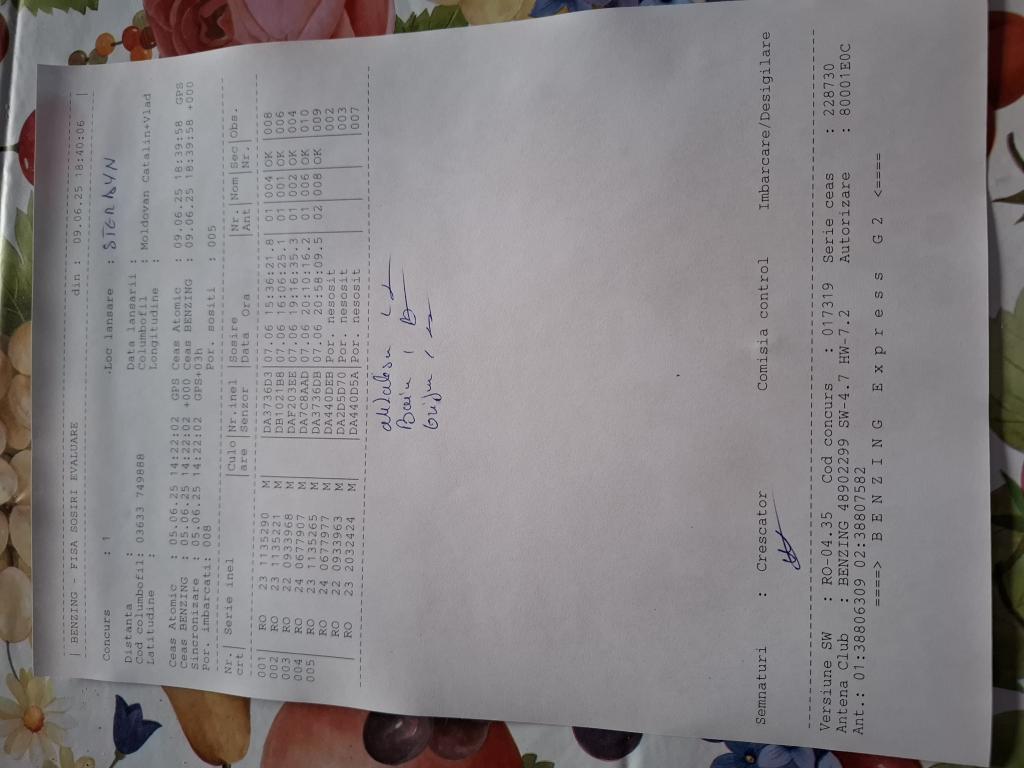 | BENZING - FISA SOSIRI EVALUARE din : 09.06.25 18:40:06 |
Concurs : 1 .Loc lansare :
Distanta : Data lansarii :
Cod columbofil: 03633 749888 Columbofil : Moldovan Catalin+Vlad
Latitudine : Longitudine :
Ceas Atomic : 05.06.25 14:22:02 GPS Ceas Atomic : 09.06.25 18:39:58 GPS
Ceas BENZING : 05.06.25 14:22:02 +000 Ceas BENZING : 09.06.25 18:39:58 +000
Sincronizare : 05.06.25 14:22:02 GPS+03h
Por. imbarcati: 008 Por. sositi : 005
Nr. Serie inel |Culo|Nr.inel |Sosire Nr.|Nom|Sec|Obs.
crt |are |senzor |Data Ora Ant| |Nr.
001 RO 23 1135290 M |DA3736D3|07.06 15:36:21.8| 01|004|OK |008
002 RO 23 1135221 M |DB1021B8|07.06 16:06:25.1| 01|001|OK |006
003 RO 22 0933968 M |DAF203EE|07.06 19:16:35.3| 01|002|OK |004
004 RO 24 0677907 M |DA7C8AAD|07.06 20:10:16.2| 01|006|OK |010
005 RO 23 1135265 M |DA3736DB|07.06 20:58:09.5| 02|008|OK |009
RO 24 0677977 M |DA440DEB|Por. nesosit |002
RO 22 0933963 M |DA2D5D70|Por. nesosit |003
RO 23 2032424 M |DA440D5A|Por. nesosit |007
Semnaturi : Crescator Comisia control Imbarcare/Desigilare
Versiune SW : RO-04.35 Cod concurs : 017319 Serie ceas : 228730
Antena Club : BENZING 48902299 SW-4.7 HW-7.2 Autorizare : 80001E0C
Ant.: 01:38806309 02:38807582
====> B E N Z I N G E x p r e s s G 2 <====